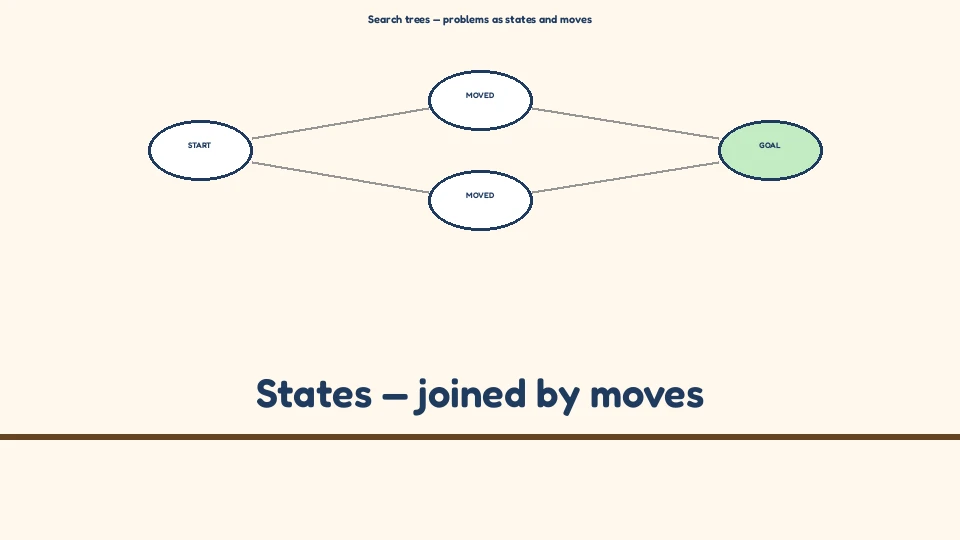 Search trees – problems as states and moves
MOVED
START
GOAL
MOVED
States – joined by moves